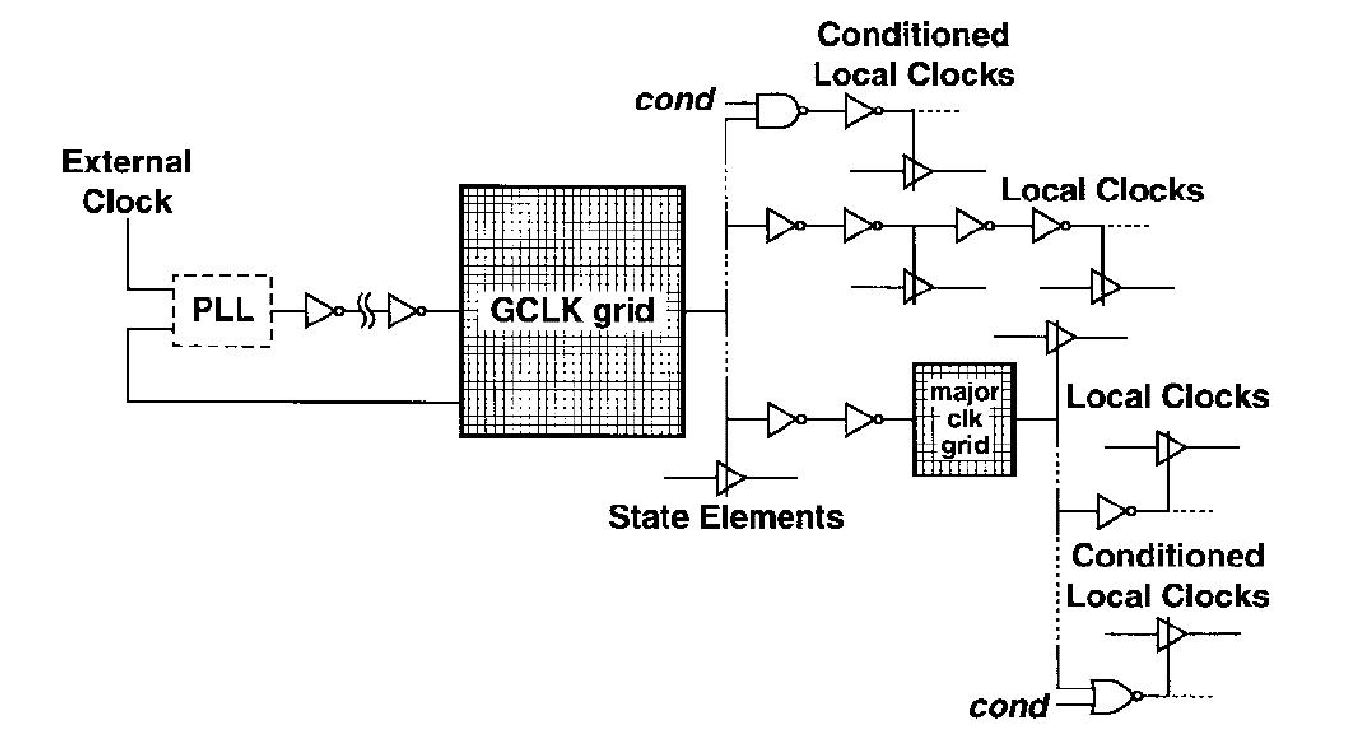 Conditioned
Local Clocks
cond
External
Clock
Local Clocks
PLL
GCLK grid
major
clk
grid
Local Clocks
State Elements
Conditioned
Local Clocks
cond